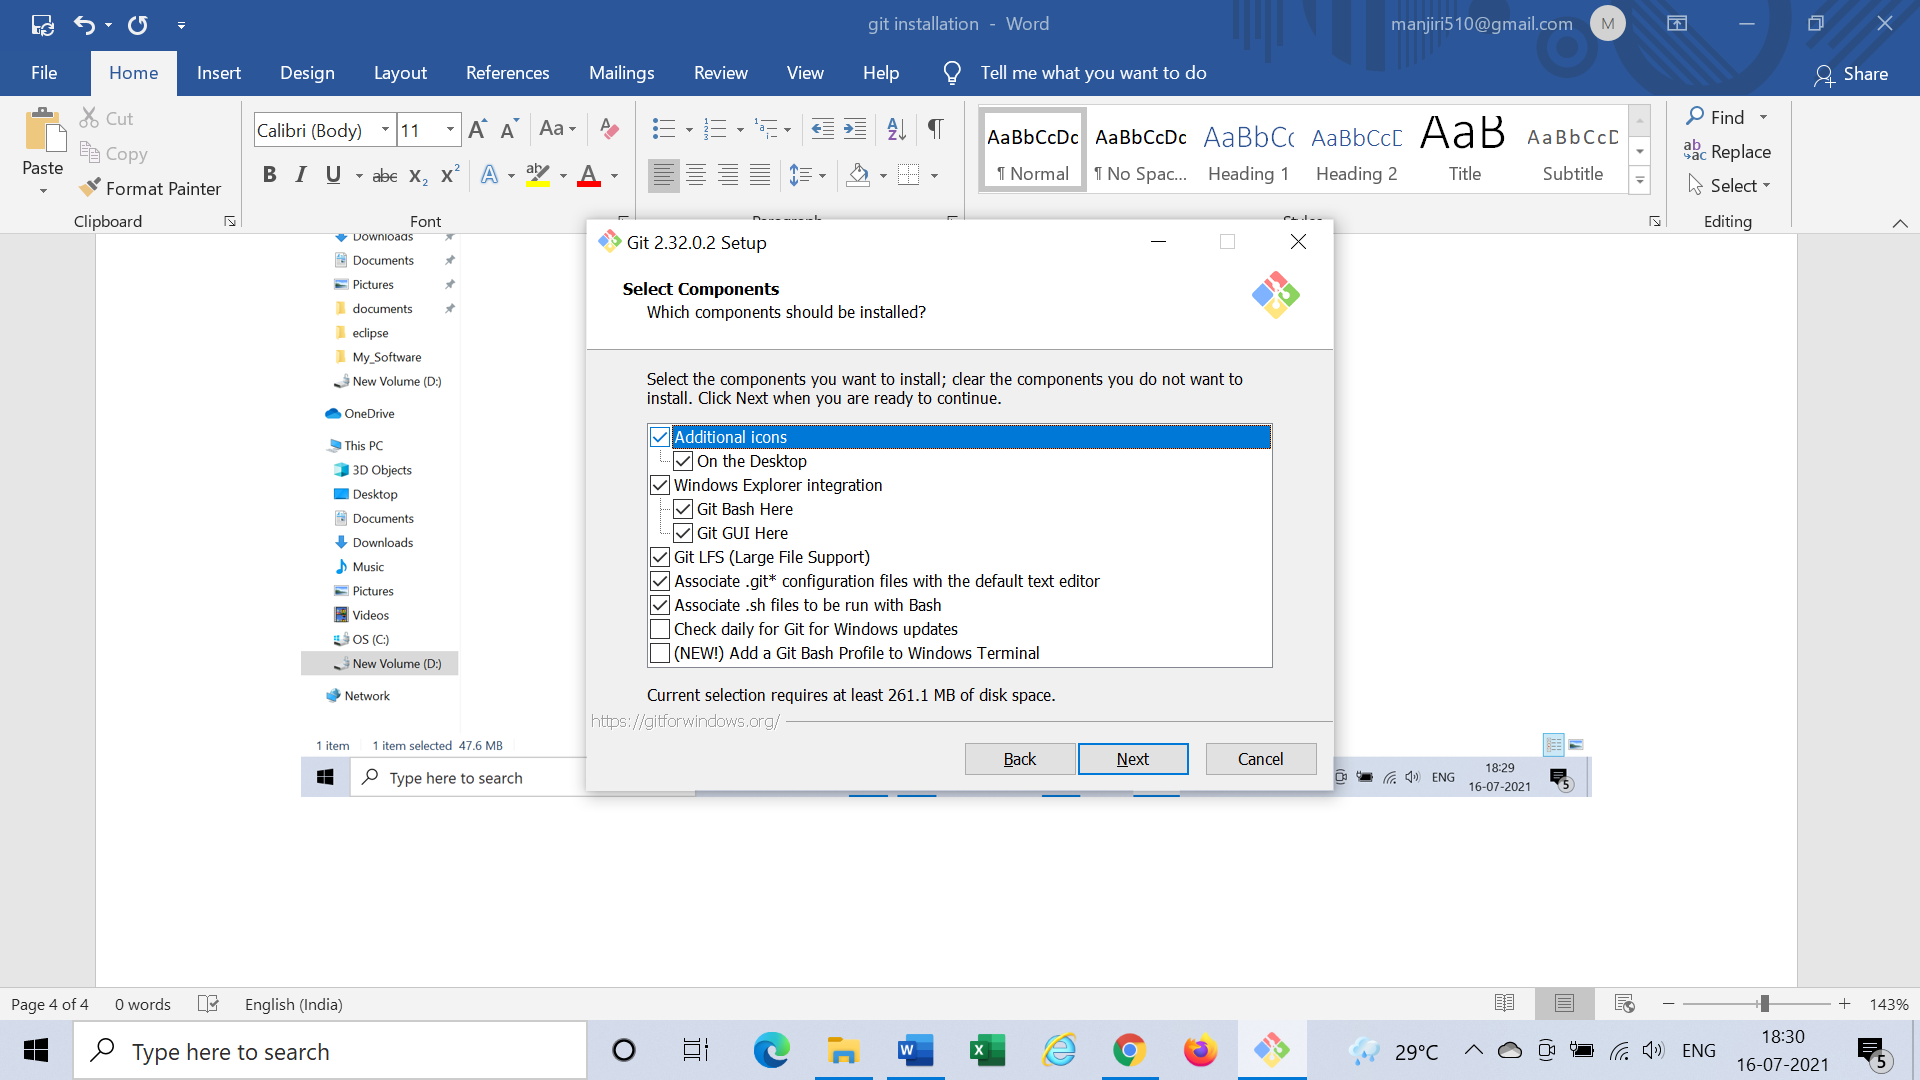 git installation - Word
manjiri510@gmail.com
M
File
Home
Insert
Design
Layout
References
Mailings
Review
View
Help
Tell me what you want to do
Share
Paste
Cut
Copy
Format Painter
Clipboard
Calibri (Body)
11
Font
AaBbCcDc
¶ Normal
AaBbCcDc
¶ No Spac...
AaBbC
Heading 1
AaBbCcD
Heading 2
AaB
Title
AaBbCcD
Subtitle
Find
Replace
Select
Editing
Downloads
Documents
Pictures
documents
eclipse
My_Software
New Volume (D:)
OneDrive
This PC
3D Objects
Desktop
Documents
Downloads
Music
Pictures
Videos
OS (C:)
New Volume (D:)
Network
1 item
1 item selected 47.6 MB
Type here to search
ENG
18:29
16-07-2021
5
Git 2.32.0.2 Setup
Select Components
Which components should be installed?
Select the components you want to install; clear the components you do not want to
install. Click Next when you are ready to continue.
Additional icons
On the Desktop
Windows Explorer integration
Git Bash Here
Git GUI Here
Git LFS (Large File Support)
Associate .git* configuration files with the default text editor
Associate .sh files to be run with Bash
Check daily for Git for Windows updates
(NEW!) Add a Git Bash Profile to Windows Terminal
Current selection requires at least 261.1 MB of disk space.
https://gitforwindows.org/
Back
Next
Cancel
Page 4 of 4
0 words
English (India)
143%
Type here to search
29°C
ENG
18:30
16-07-2021
5